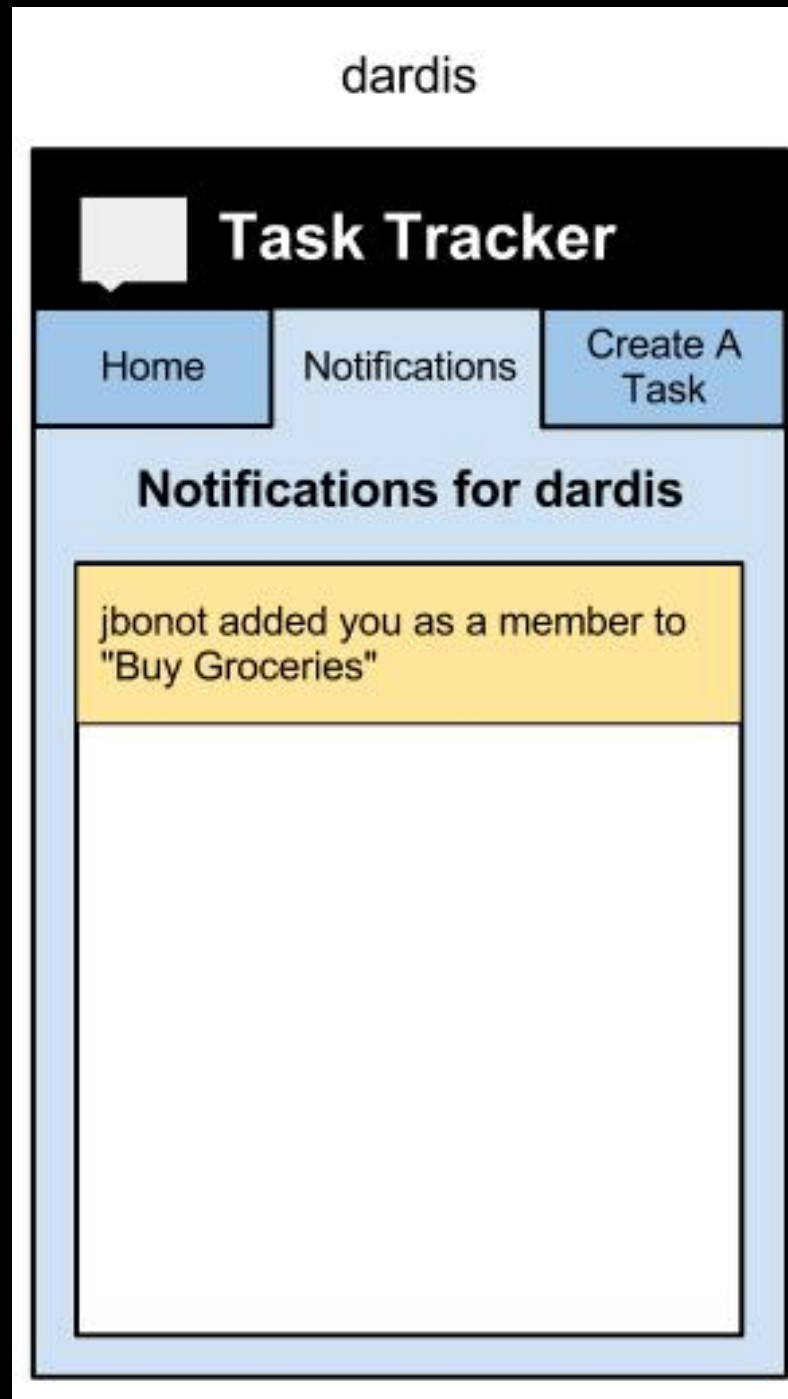 dardis
Task Tracker
Home
Notifications
Create A
Task
Notifications for dardis
jbonot added you as a member to
"Buy Groceries"